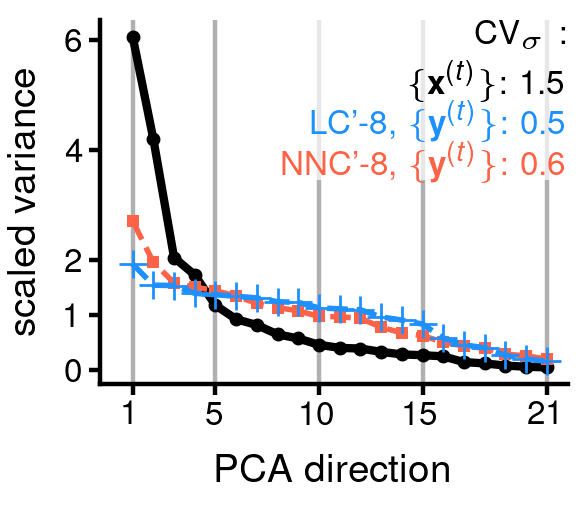 CV_σ :
{x^(t)}: 1.5
LC'-8, {y^(t)}: 0.5
NNC'-8, {y^(t)}: 0.6
scaled variance
6
4
2
1
0
1 5 10 15 21
PCA direction